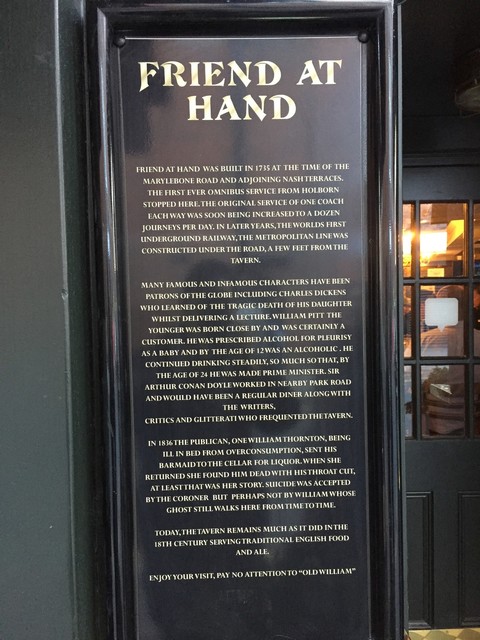 FRIEND AT
HAND
FRIEND AT HAND WAS BUILT IN 1735 AT THE TIME OF THE
MARYLEBONE ROAD AND ADJOINING NASH TERRACES.
THE FIRST EVER OMNIBUS SERVICE FROM HOLBORN
STOPPED HERE, THE ORIGINAL SERVICE OF ONE COACH
EACH WAY WAS SOON BEING INCREASED TO A DOZEN
JOURNEYS PER DAY. IN LATER YEARS, THE WORLDS FIRST
UNDERGROUND RAILWAY, THE METROPOLITAN LINE WAS
CONSTRUCTED UNDER THE ROAD, A FEW FEET FROM THE
TAVERN.
MANY FAMOUS AND INFAMOUS CHARACTERS HAVE BEEN
PATRONS OF THE GLOBE INCLUDING CHARLES DICKENS
WHO LEARNED OF THE TRAGIC DEATH OF HIS DAUGHTER
WHILST DELIVERING A LECTURE. WILLIAM PITT THE
YOUNGER WAS BORN CLOSE BY AND WAS CERTAINLY A
CUSTOMER. HE WAS PRESCRIBED ALCOHOL FOR PLEURISY
AS A BABY AND BY THE AGE OF 12 WAS AN ALCOHOLIC. HE
CONTINUED DRINKING STEADILY, SO MUCH SO THAT, BY
THE AGE OF 24 HE WAS MADE PRIME MINISTER. SIR
ARTHUR CONAN DOYLE WORKED IN NEARBY PARK ROAD
AND WOULD HAVE BEEN A REGULAR DINER ALONG WITH
THE WRITERS,
CRITICS AND GLITTERATI WHO FREQUENTED THE TAVERN.
IN 1836 THE PUBLICAN, ONE WILLIAM THORNTON, BEING
ILL IN BED FROM OVERCONSUMPTION, SENT HIS
BARMAID TO THE CELLAR FOR LIQUOR. WHEN SHE
RETURNED SHE FOUND HIM DEAD WITH HIS THROAT CUT,
AT LEAST THAT WAS HER STORY. SUICIDE WAS ACCEPTED
BY THE CORONER BUT PERHAPS NOT BY WILLIAM WHOSE
GHOST STILL WALKS HERE FROM TIME TO TIME.
TODAY, THE TAVERN REMAINS MUCH AS IT DID IN THE
18TH CENTURY SERVING TRADITIONAL ENGLISH FOOD
AND ALE.
ENJOY YOUR VISIT, PAY NO ATTENTION TO "OLD WILLIAM"